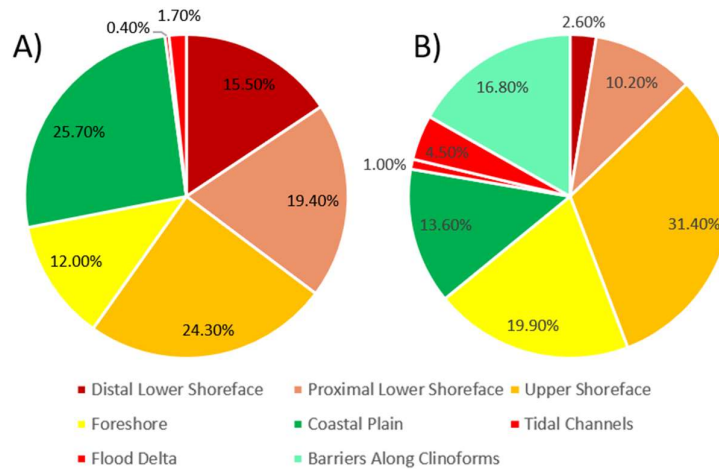 A)
0.40%
1.70%
15.50%
19.40%
24.30%
12.00%
25.70%
B)
2.60%
10.20%
31.40%
19.90%
13.60%
1.00%
4.50%
16.80%
Distal Lower Shoreface
Proximal Lower Shoreface
Upper Shoreface
Foreshore
Coastal Plain
Tidal Channels
Flood Delta
Barriers Along Clinoforms